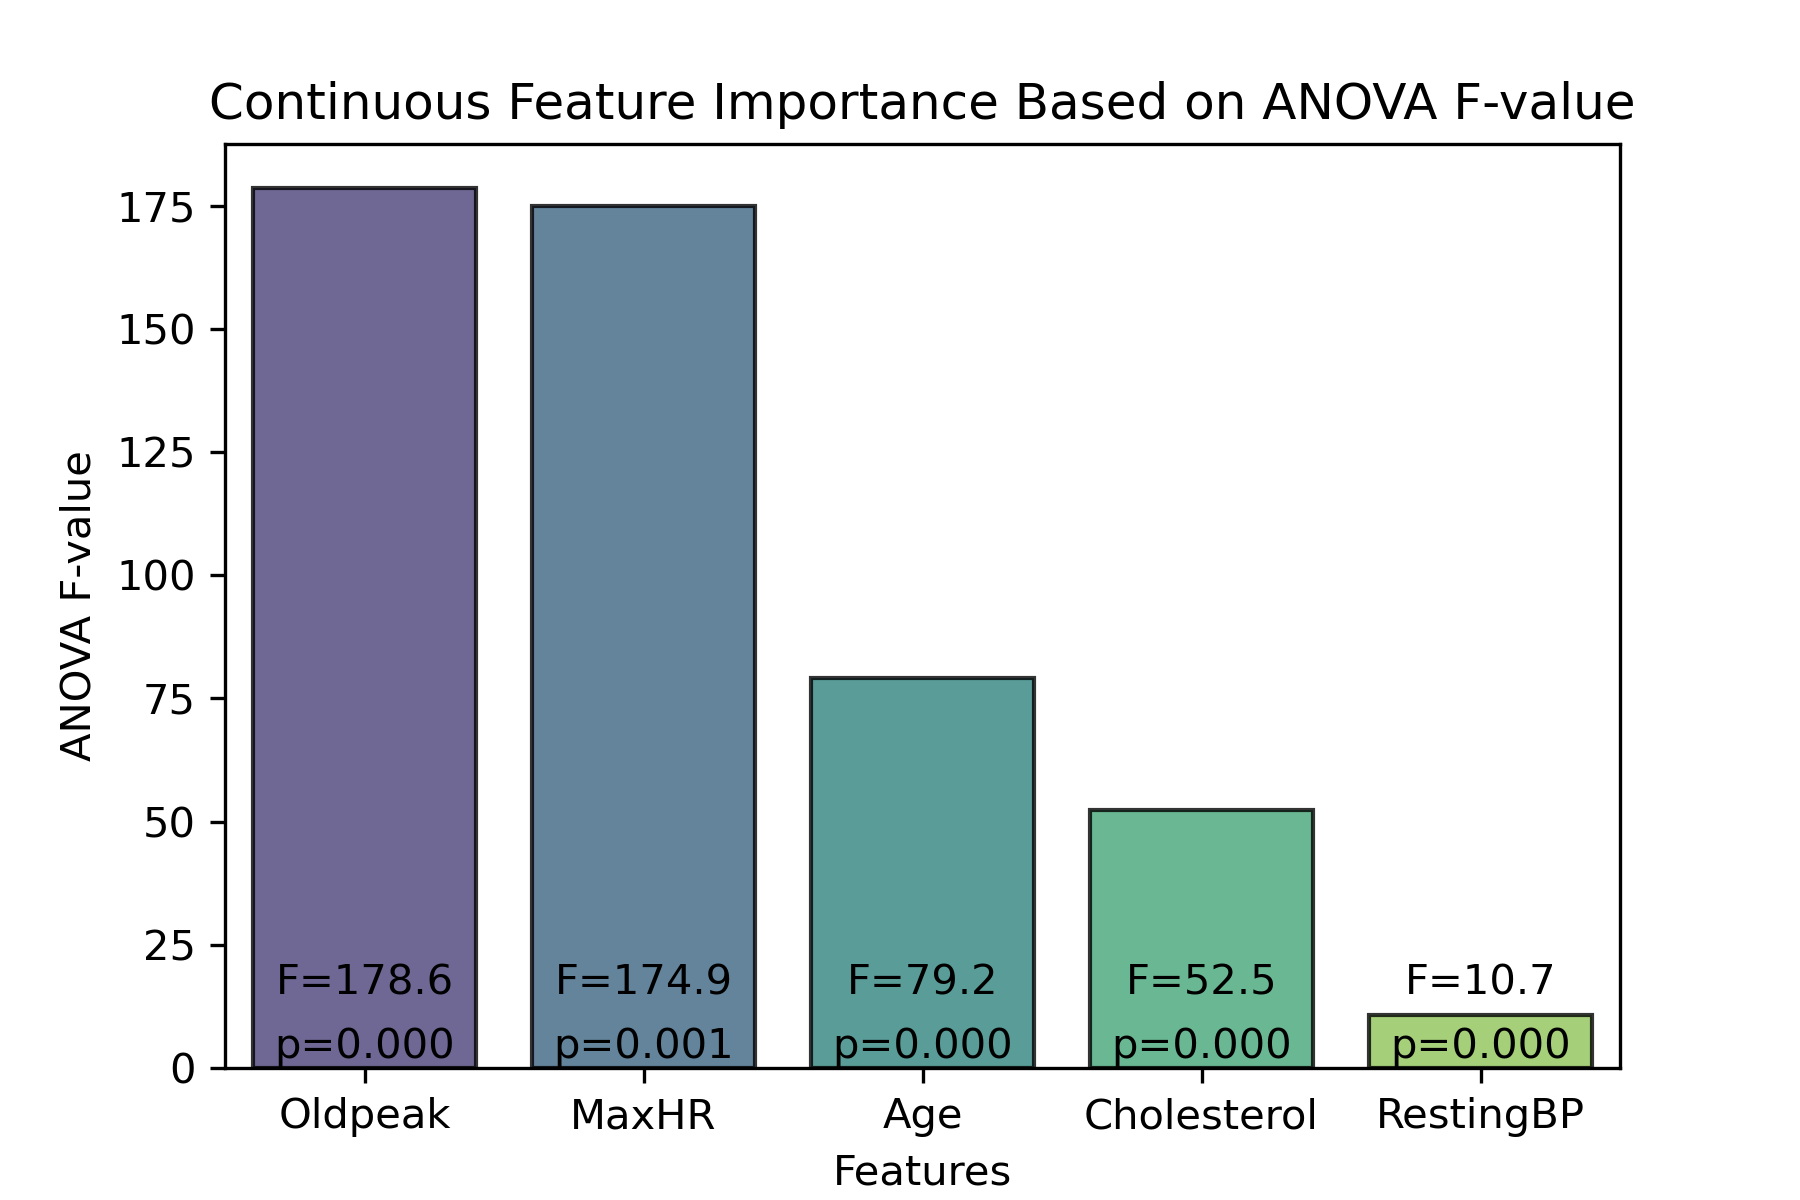 Continuous Feature Importance Based on ANOVA F-value
ANOVA F-value
175
150
125
100
75
50
25
0
F=178.6
p=0.000
F=174.9
p=0.001
F=79.2
p=0.000
F=52.5
p=0.000
F=10.7
p=0.000
Oldpeak
MaxHR
Age
Cholesterol
RestingBP
Features